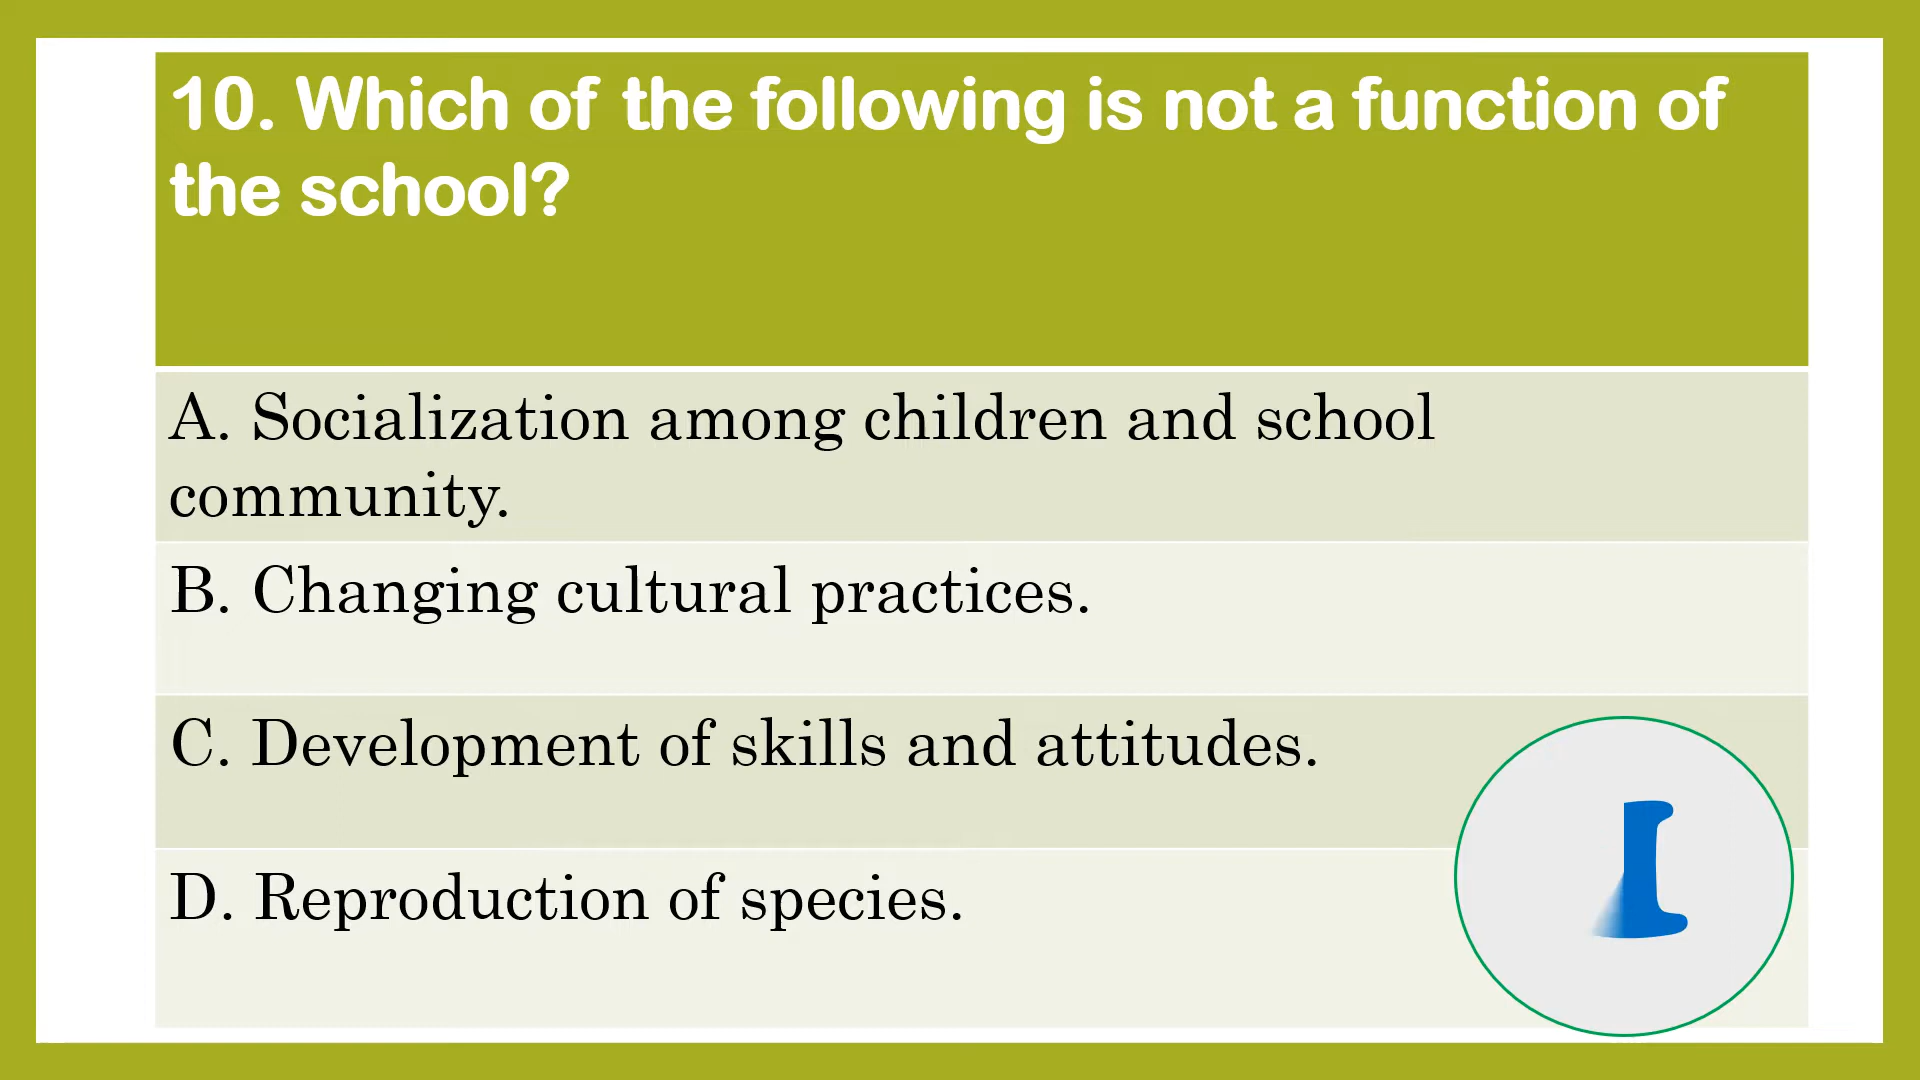 10. Which of the following is not a function of
the school?
A. Socialization among children and school
community.
B. Changing cultural practices.
C. Development of skills and attitudes.
D. Reproduction of species.